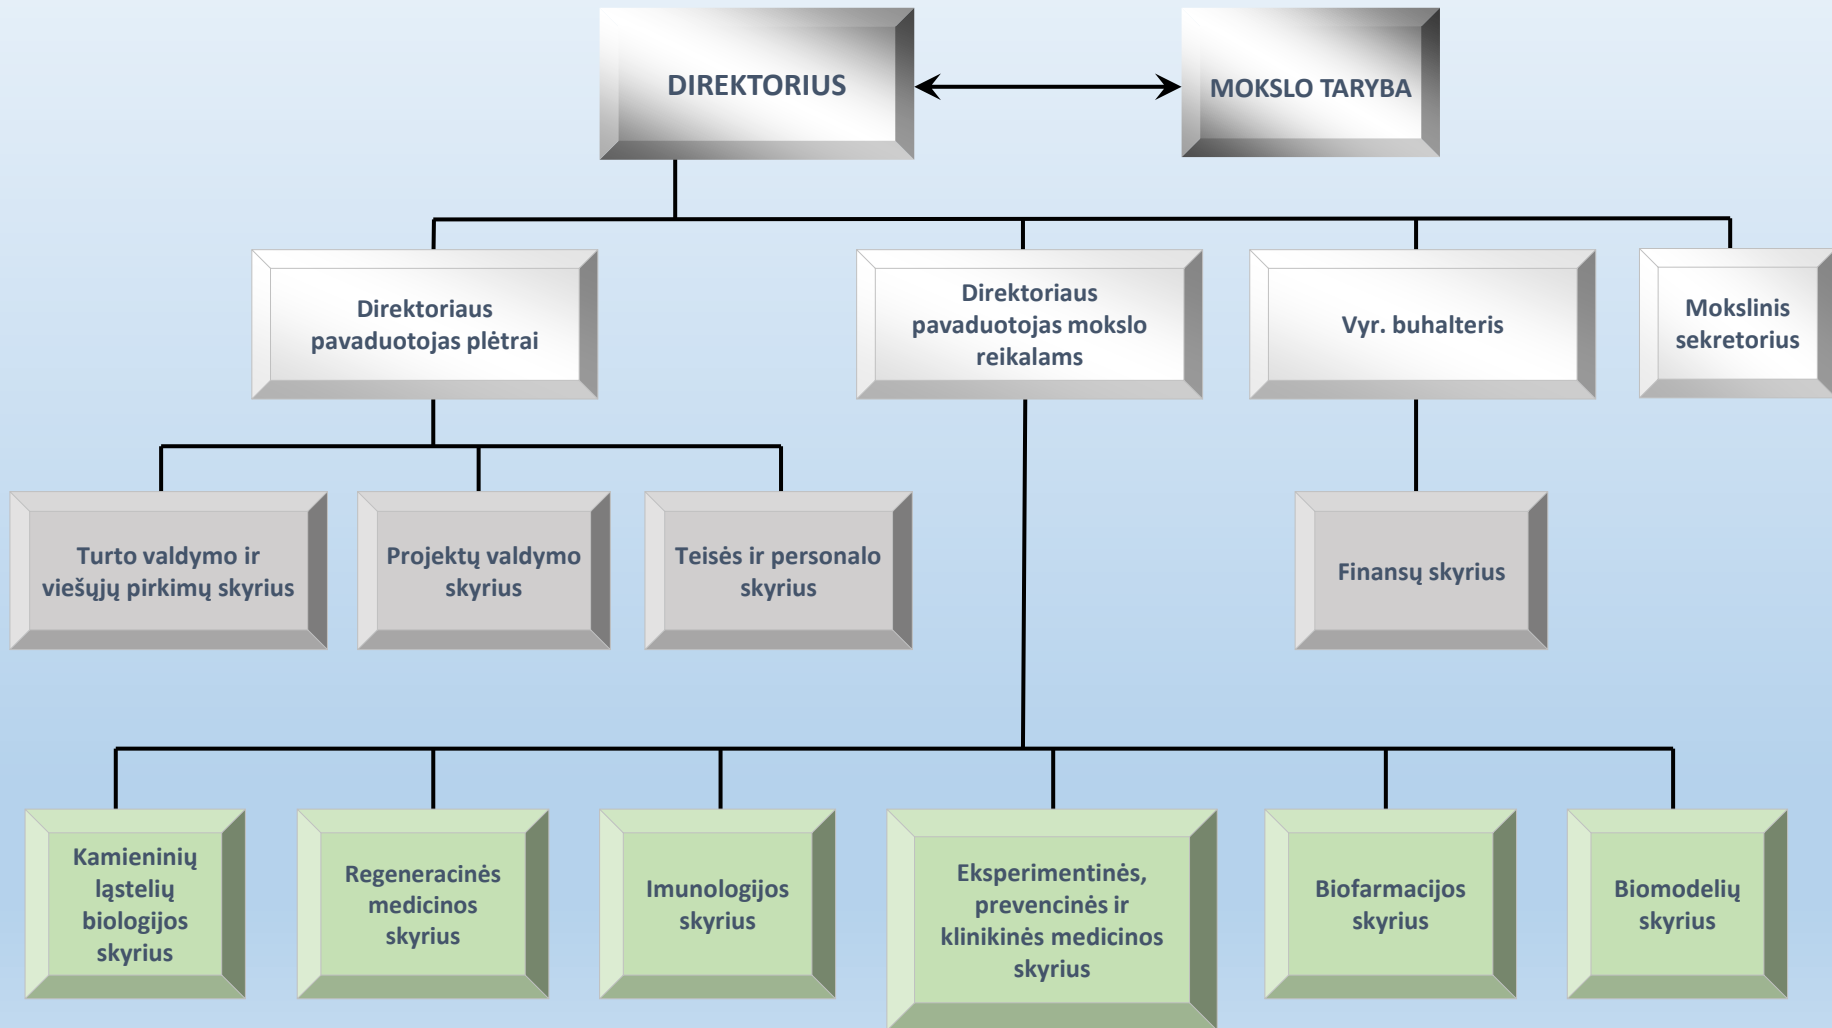 DIREKTORIUS
MOKSLO TARYBA
Direktoriaus
pavaduotojas plėtrai
Direktoriaus
pavaduotojas mokslo
reikalams
Vyr. buhalteris
Mokslinis
sekretorius
Turto valdymo ir
viešųjų pirkimų skyrius
Projektų valdymo
skyrius
Teisės ir personalo
skyrius
Finansų skyrius
Kamieninių
ląstelių
biologijos
skyrius
Regeneracinės
medicinos
skyrius
Imunologijos
skyrius
Eksperimentinės,
prevencinės ir
klinikinės medicinos
skyrius
Biofarmacijos
skyrius
Biomodelių
skyrius